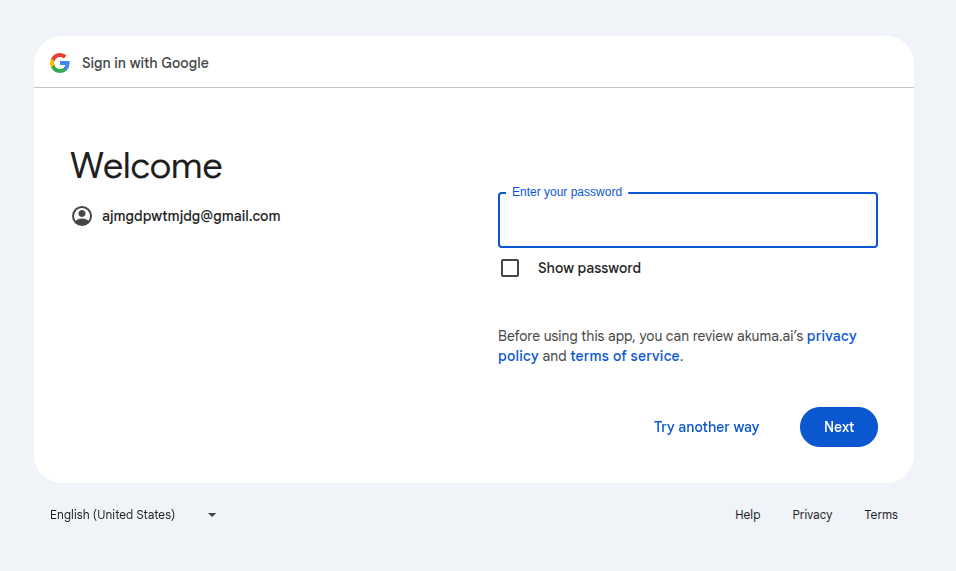 Sign in with Google
Welcome
ajmgdpwtmjdg@gmail.com
Enter your password
Show password
Before using this app, you can review akuma.ai’s privacy
policy and terms of service.
Try another way
Next
English (United States)
Help
Privacy
Terms